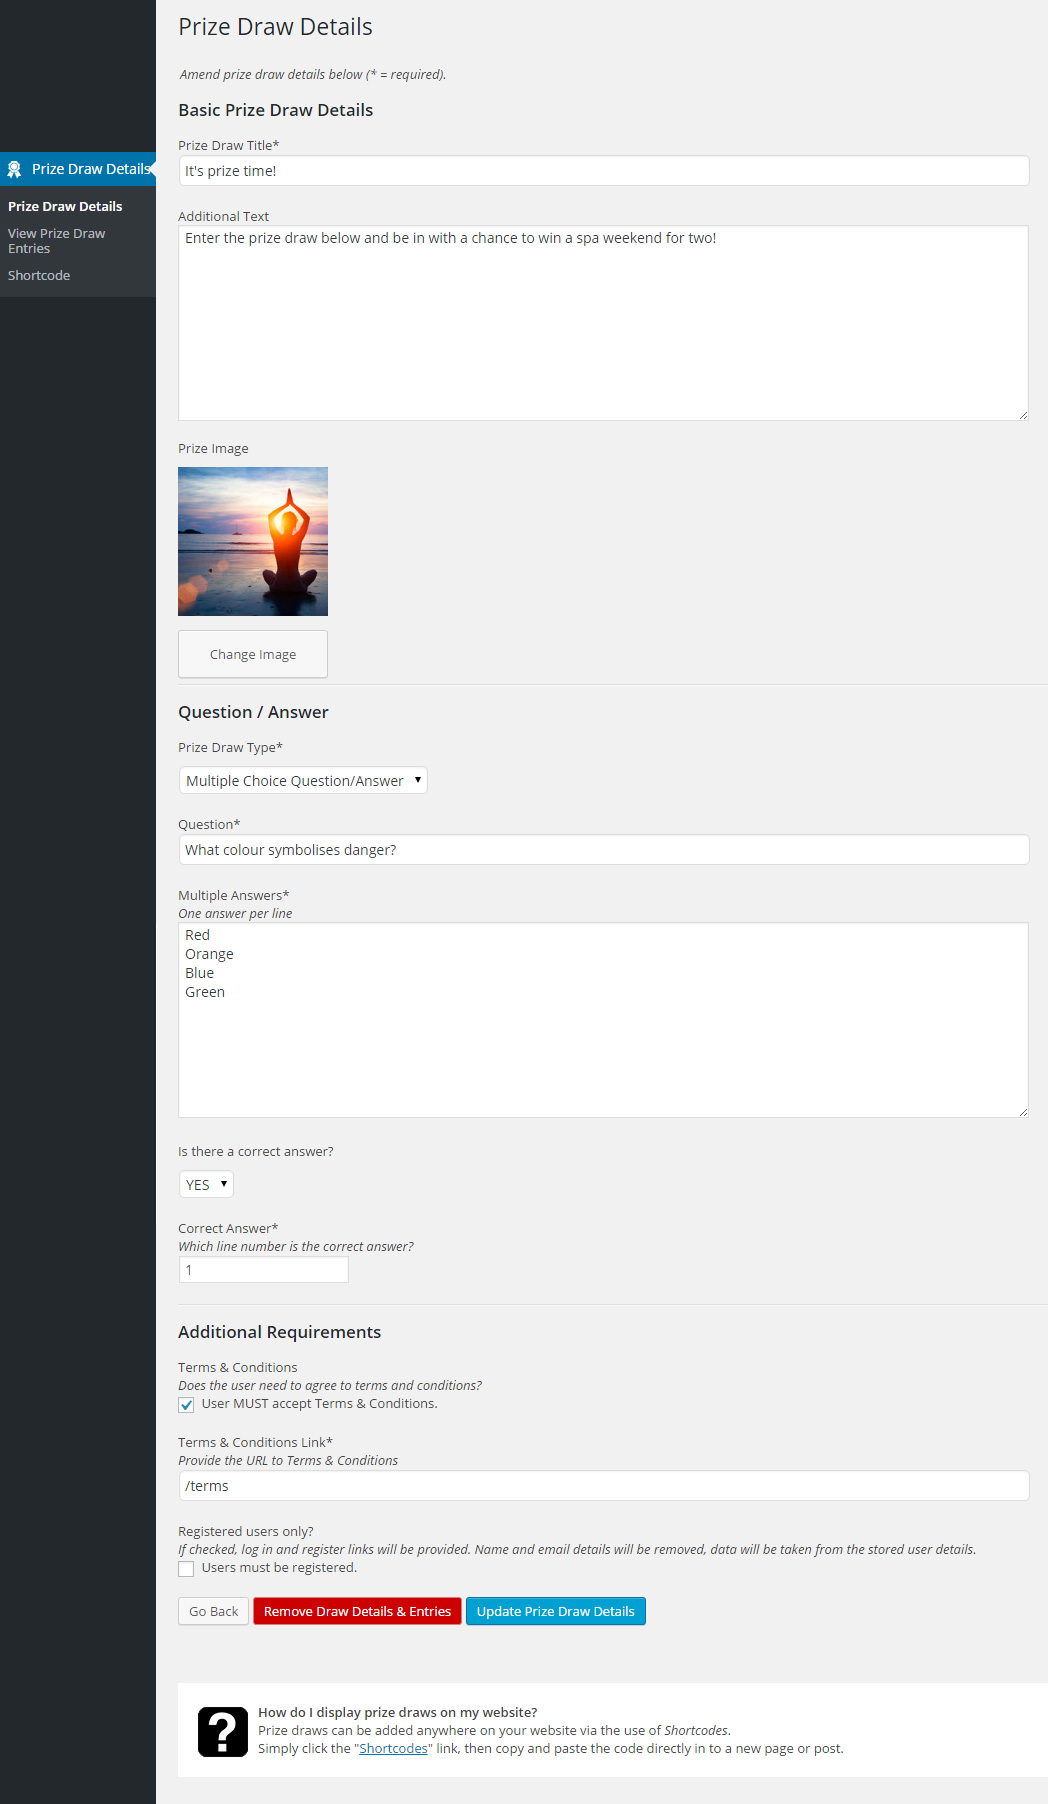 Prize Draw Details
Prize Draw Details
View Prize Draw
Entries
Shortcode
Prize Draw Details
Amend prize draw details below (* = required).
Basic Prize Draw Details
Prize Draw Title*
It's prize time!
Additional Text
Enter the prize draw below and be in with a chance to win a spa weekend for two!
Prize Image
Change Image
Question / Answer
Prize Draw Type*
Multiple Choice Question/Answer
Question*
What colour symbolises danger?
Multiple Answers*
One answer per line
Red
Orange
Blue
Green
Is there a correct answer?
YES
Correct Answer*
Which line number is the correct answer?
1
Additional Requirements
Terms & Conditions
Does the user need to agree to terms and conditions?
User MUST accept Terms & Conditions.
Terms & Conditions Link*
Provide the URL to Terms & Conditions
/terms
Registered users only?
If checked, log in and register links will be provided. Name and email details will be removed, data will be taken from the stored user details.
Users must be registered.
Go Back Remove Draw Details & Entries Update Prize Draw Details
How do I display prize draws on my website?
Prize draws can be added anywhere on your website via the use of Shortcodes.
Simply click the "Shortcodes" link, then copy and paste the code directly in to a new page or post.